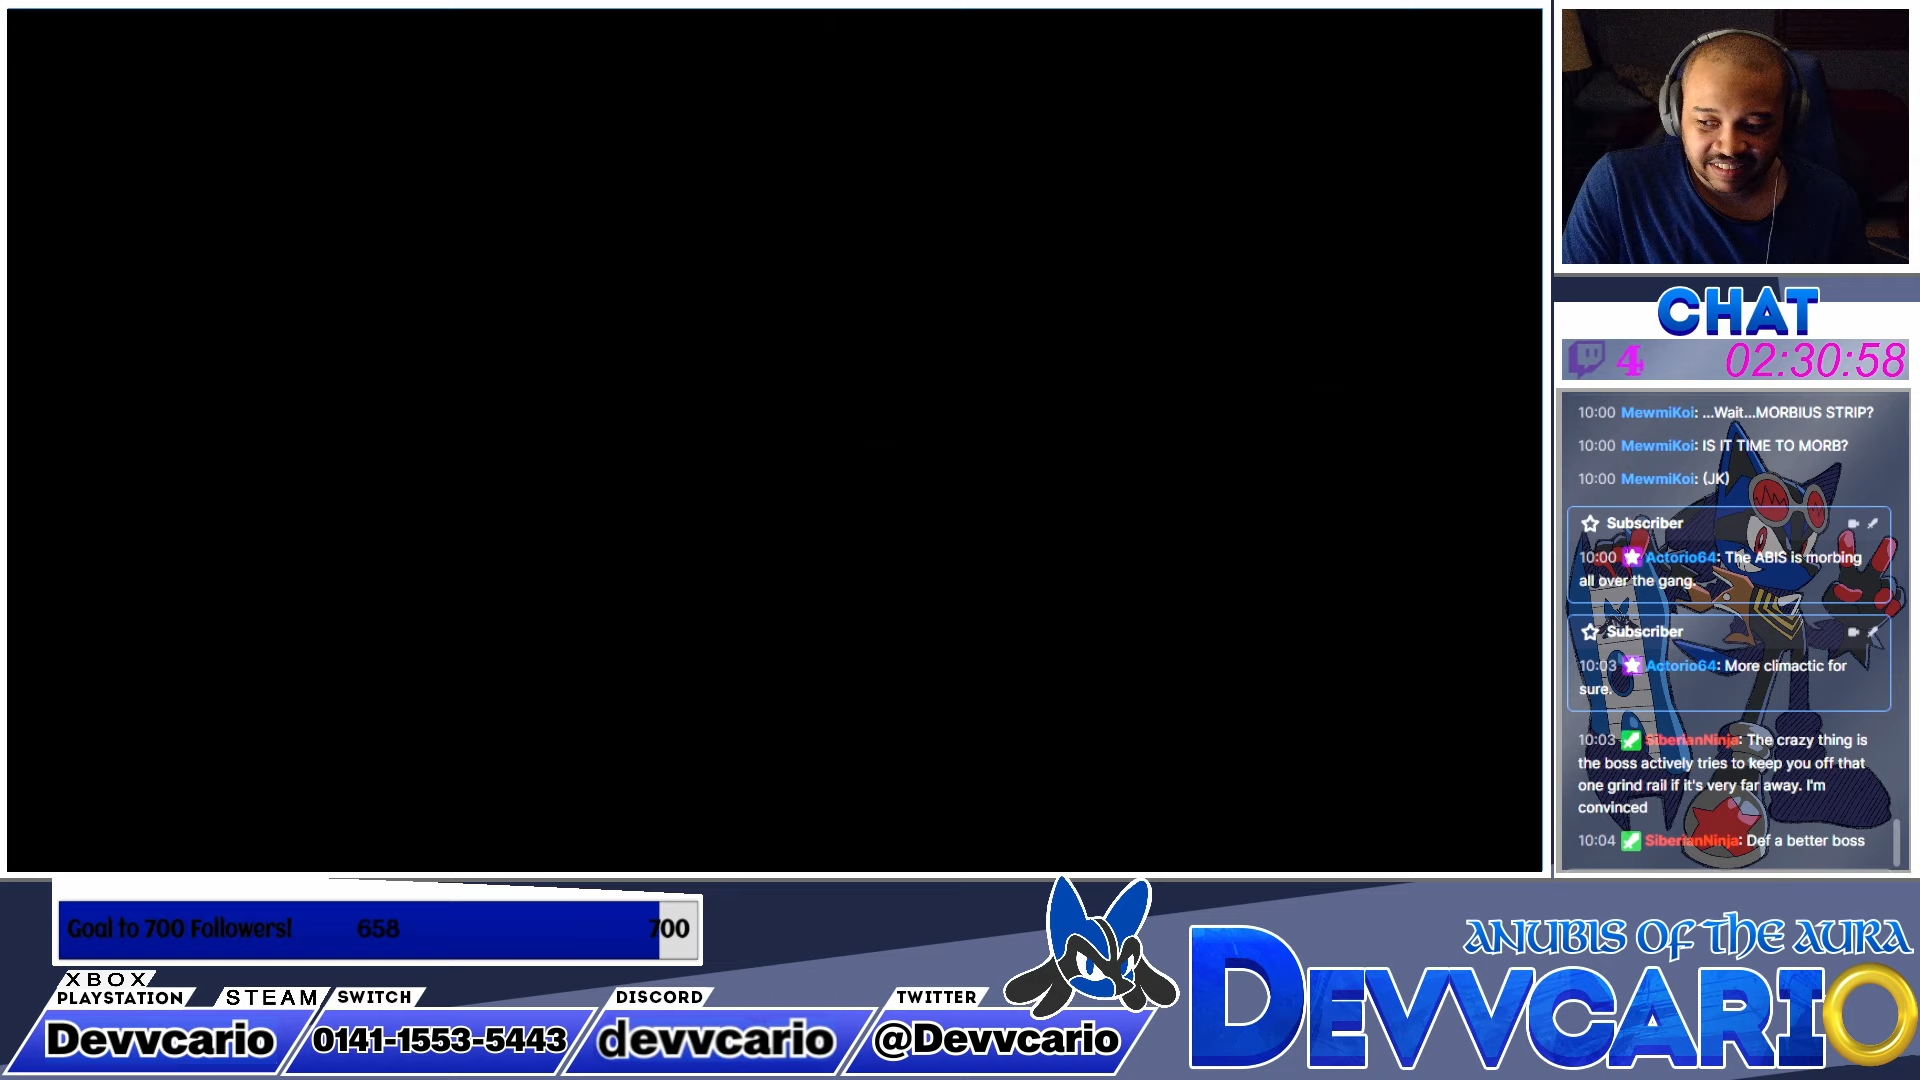 CHAT
4 02:30:58
10:00 MewmiKoi: ...Wait...MORBIUS STRIP?
10:00 MewmiKoi: IS IT TIME TO MORB?
10:00 MewmiKoi: (JK)
Subscriber
10:00 Actorio64: The ABIS is morbing
all over the gang.
Subscriber
10:03 Actorio64: More climactic for
sure.
10:03 SiberianNinja: The crazy thing is
the boss actively tries to keep you off that
one grind rail if it's very far away. I'm
convinced
10:04 SiberianNinja: Def a better boss
Goal to 700 Followers! 658 700
XBOX
PLAYSTATION STEAM
Devvcario
SWITCH
0141-1553-5443
DISCORD
devvcario
TWITTER
@Devvcario
ANUBIS OF THE AURA
DEVVCARIO